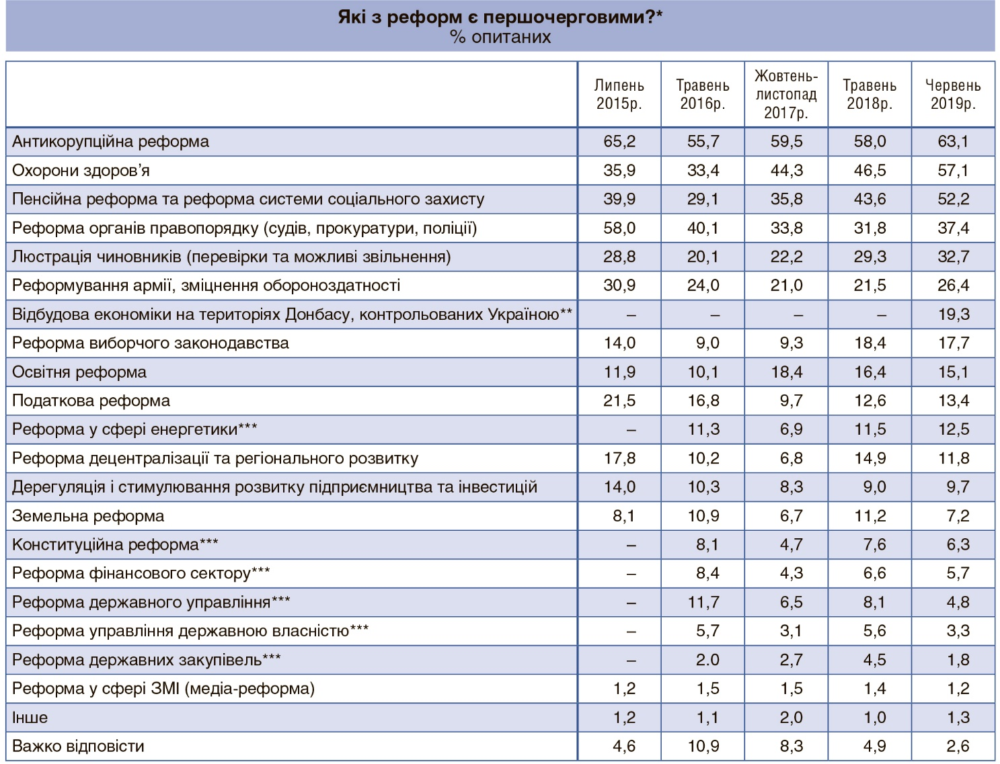 Які з реформ є першочерговими?*
% опитаних
Липень 2015р. Травень 2016р. Жовтень-листопад 2017р. Травень 2018р. Червень 2019р.
Антикорупційна реформа 65,2 55,7 59,5 58,0 63,1
Охорони здоров’я 35,9 33,4 44,3 46,5 57,1
Пенсійна реформа та реформа системи соціального захисту 39,9 29,1 35,8 43,6 52,2
Реформа органів правопорядку (судів, прокуратури, поліції) 58,0 40,1 33,8 31,8 37,4
Люстрація чиновників (перевірки та можливі звільнення) 28,8 20,1 22,2 29,3 32,7
Реформування армії, зміцнення обороноздатності 30,9 24,0 21,0 21,5 26,4
Відбудова економіки на територіях Донбасу, контрольованих Україною** – – – – 19,3
Реформа виборчого законодавства 14,0 9,0 9,3 18,4 17,7
Освітня реформа 11,9 10,1 18,4 16,4 15,1
Податкова реформа 21,5 16,8 9,7 12,6 13,4
Реформа у сфері енергетики*** – 11,3 6,9 11,5 12,5
Реформа децентралізації та регіонального розвитку 17,8 10,2 6,8 14,9 11,8
Дерегуляція і стимулювання розвитку підприємництва та інвестицій 14,0 10,3 8,3 9,0 9,7
Земельна реформа 8,1 10,9 6,7 11,2 7,2
Конституційна реформа*** – 8,1 4,7 7,6 6,3
Реформа фінансового сектору*** – 8,4 4,3 6,6 5,7
Реформа державного управління*** – 11,7 6,5 8,1 4,8
Реформа управління державною власністю*** – 5,7 3,1 5,6 3,3
Реформа державних закупівель*** – 2.0 2,7 4,5 1,8
Реформа у сфері ЗМІ (медіа-реформа) 1,2 1,5 1,5 1,4 1,2
Інше 1,2 1,1 2,0 1,0 1,3
Важко відповісти 4,6 10,9 8,3 4,9 2,6